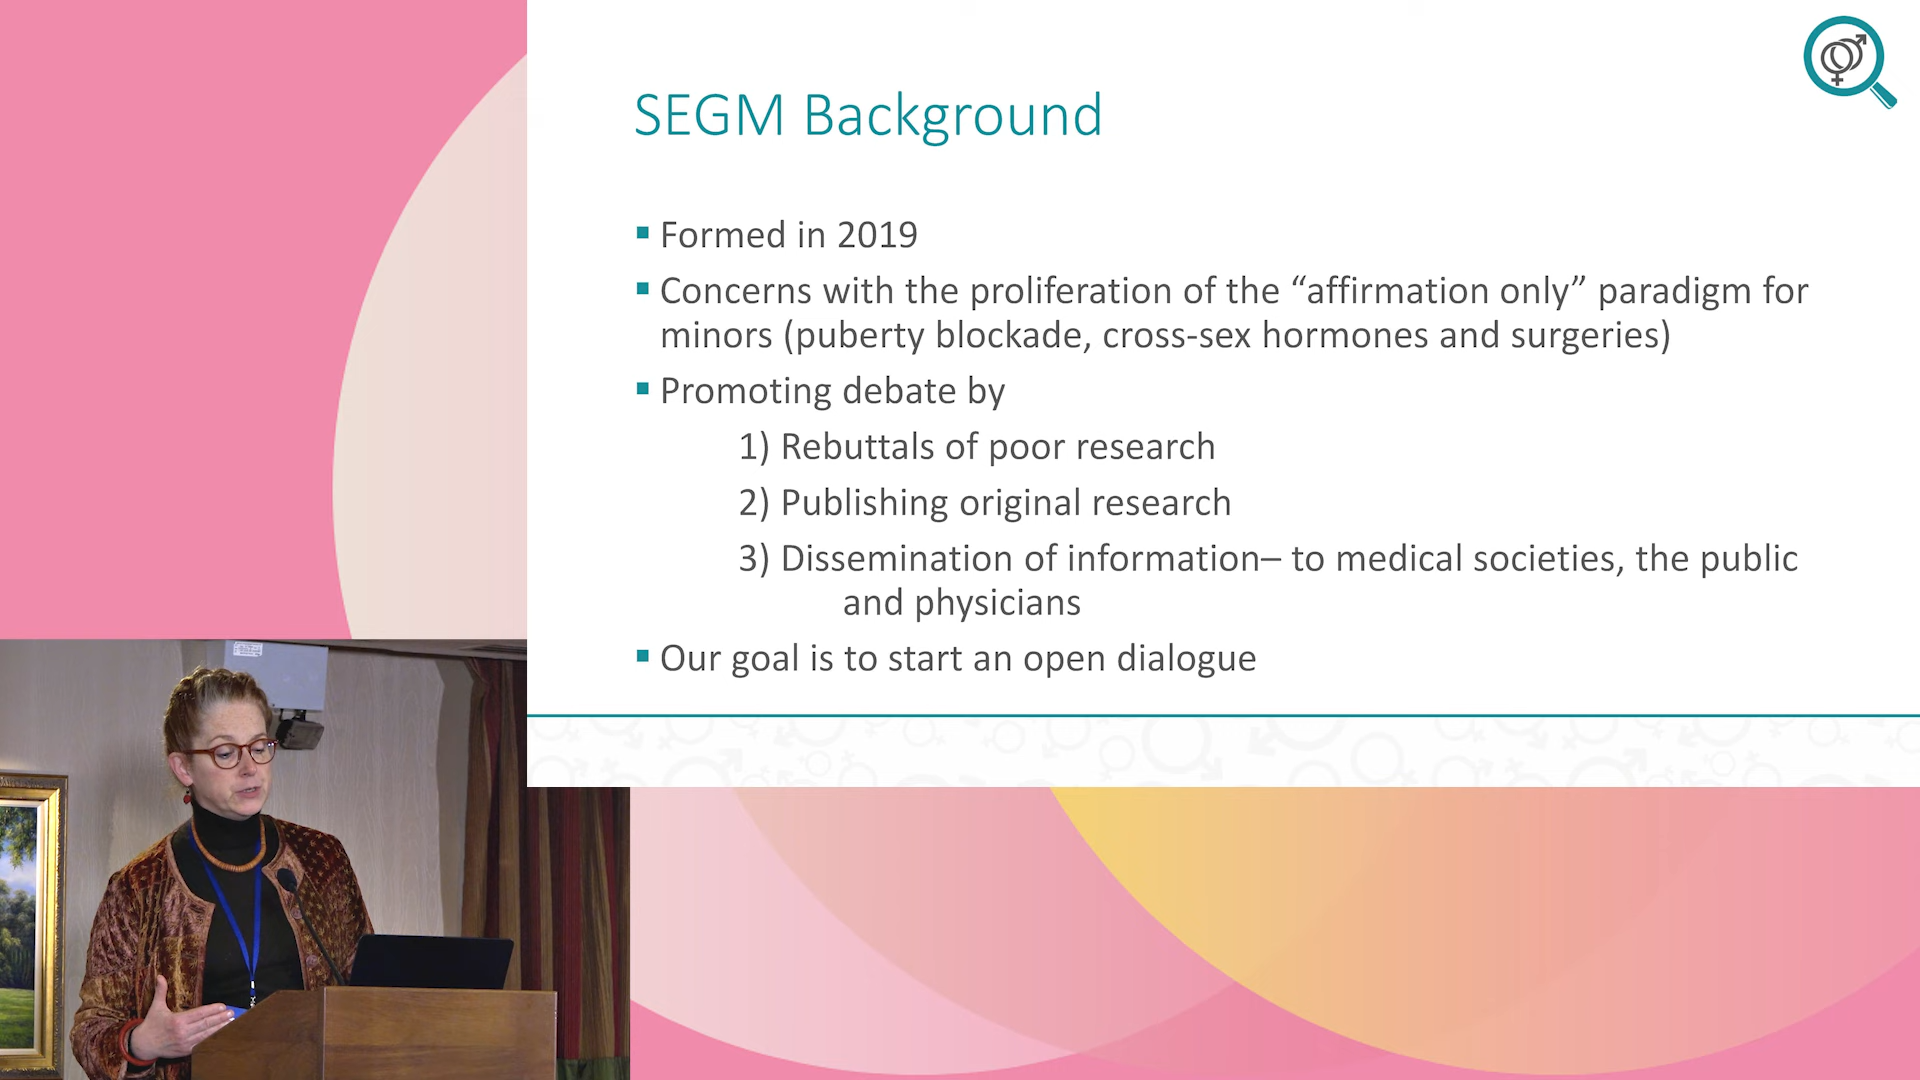 SEGM Background
Formed in 2019
Concerns with the proliferation of the “affirmation only” paradigm for
minors (puberty blockade, cross-sex hormones and surgeries)
Promoting debate by
1) Rebuttals of poor research
2) Publishing original research
3) Dissemination of information– to medical societies, the public
and physicians
Our goal is to start an open dialogue